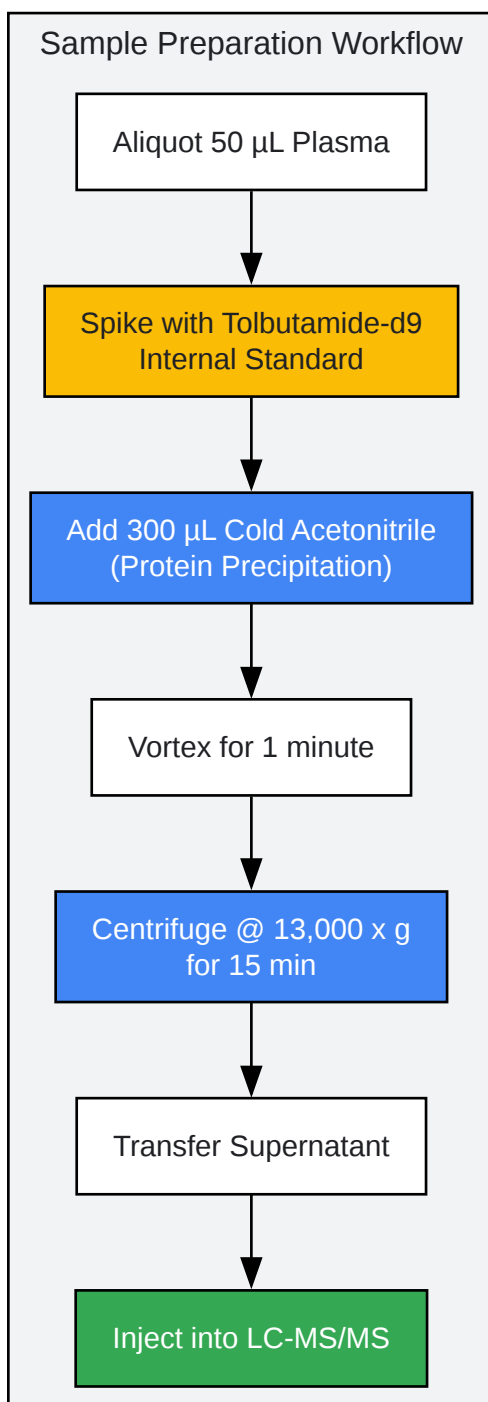 Sample Preparation Workflow
Aliquot 50 µL Plasma
Spike with Tolbutamide-d9
Internal Standard
Add 300 µL Cold Acetonitrile
(Protein Precipitation)
Vortex for 1 minute
Centrifuge @ 13,000 x g
for 15 min
Transfer Supernatant
Inject into LC-MS/MS